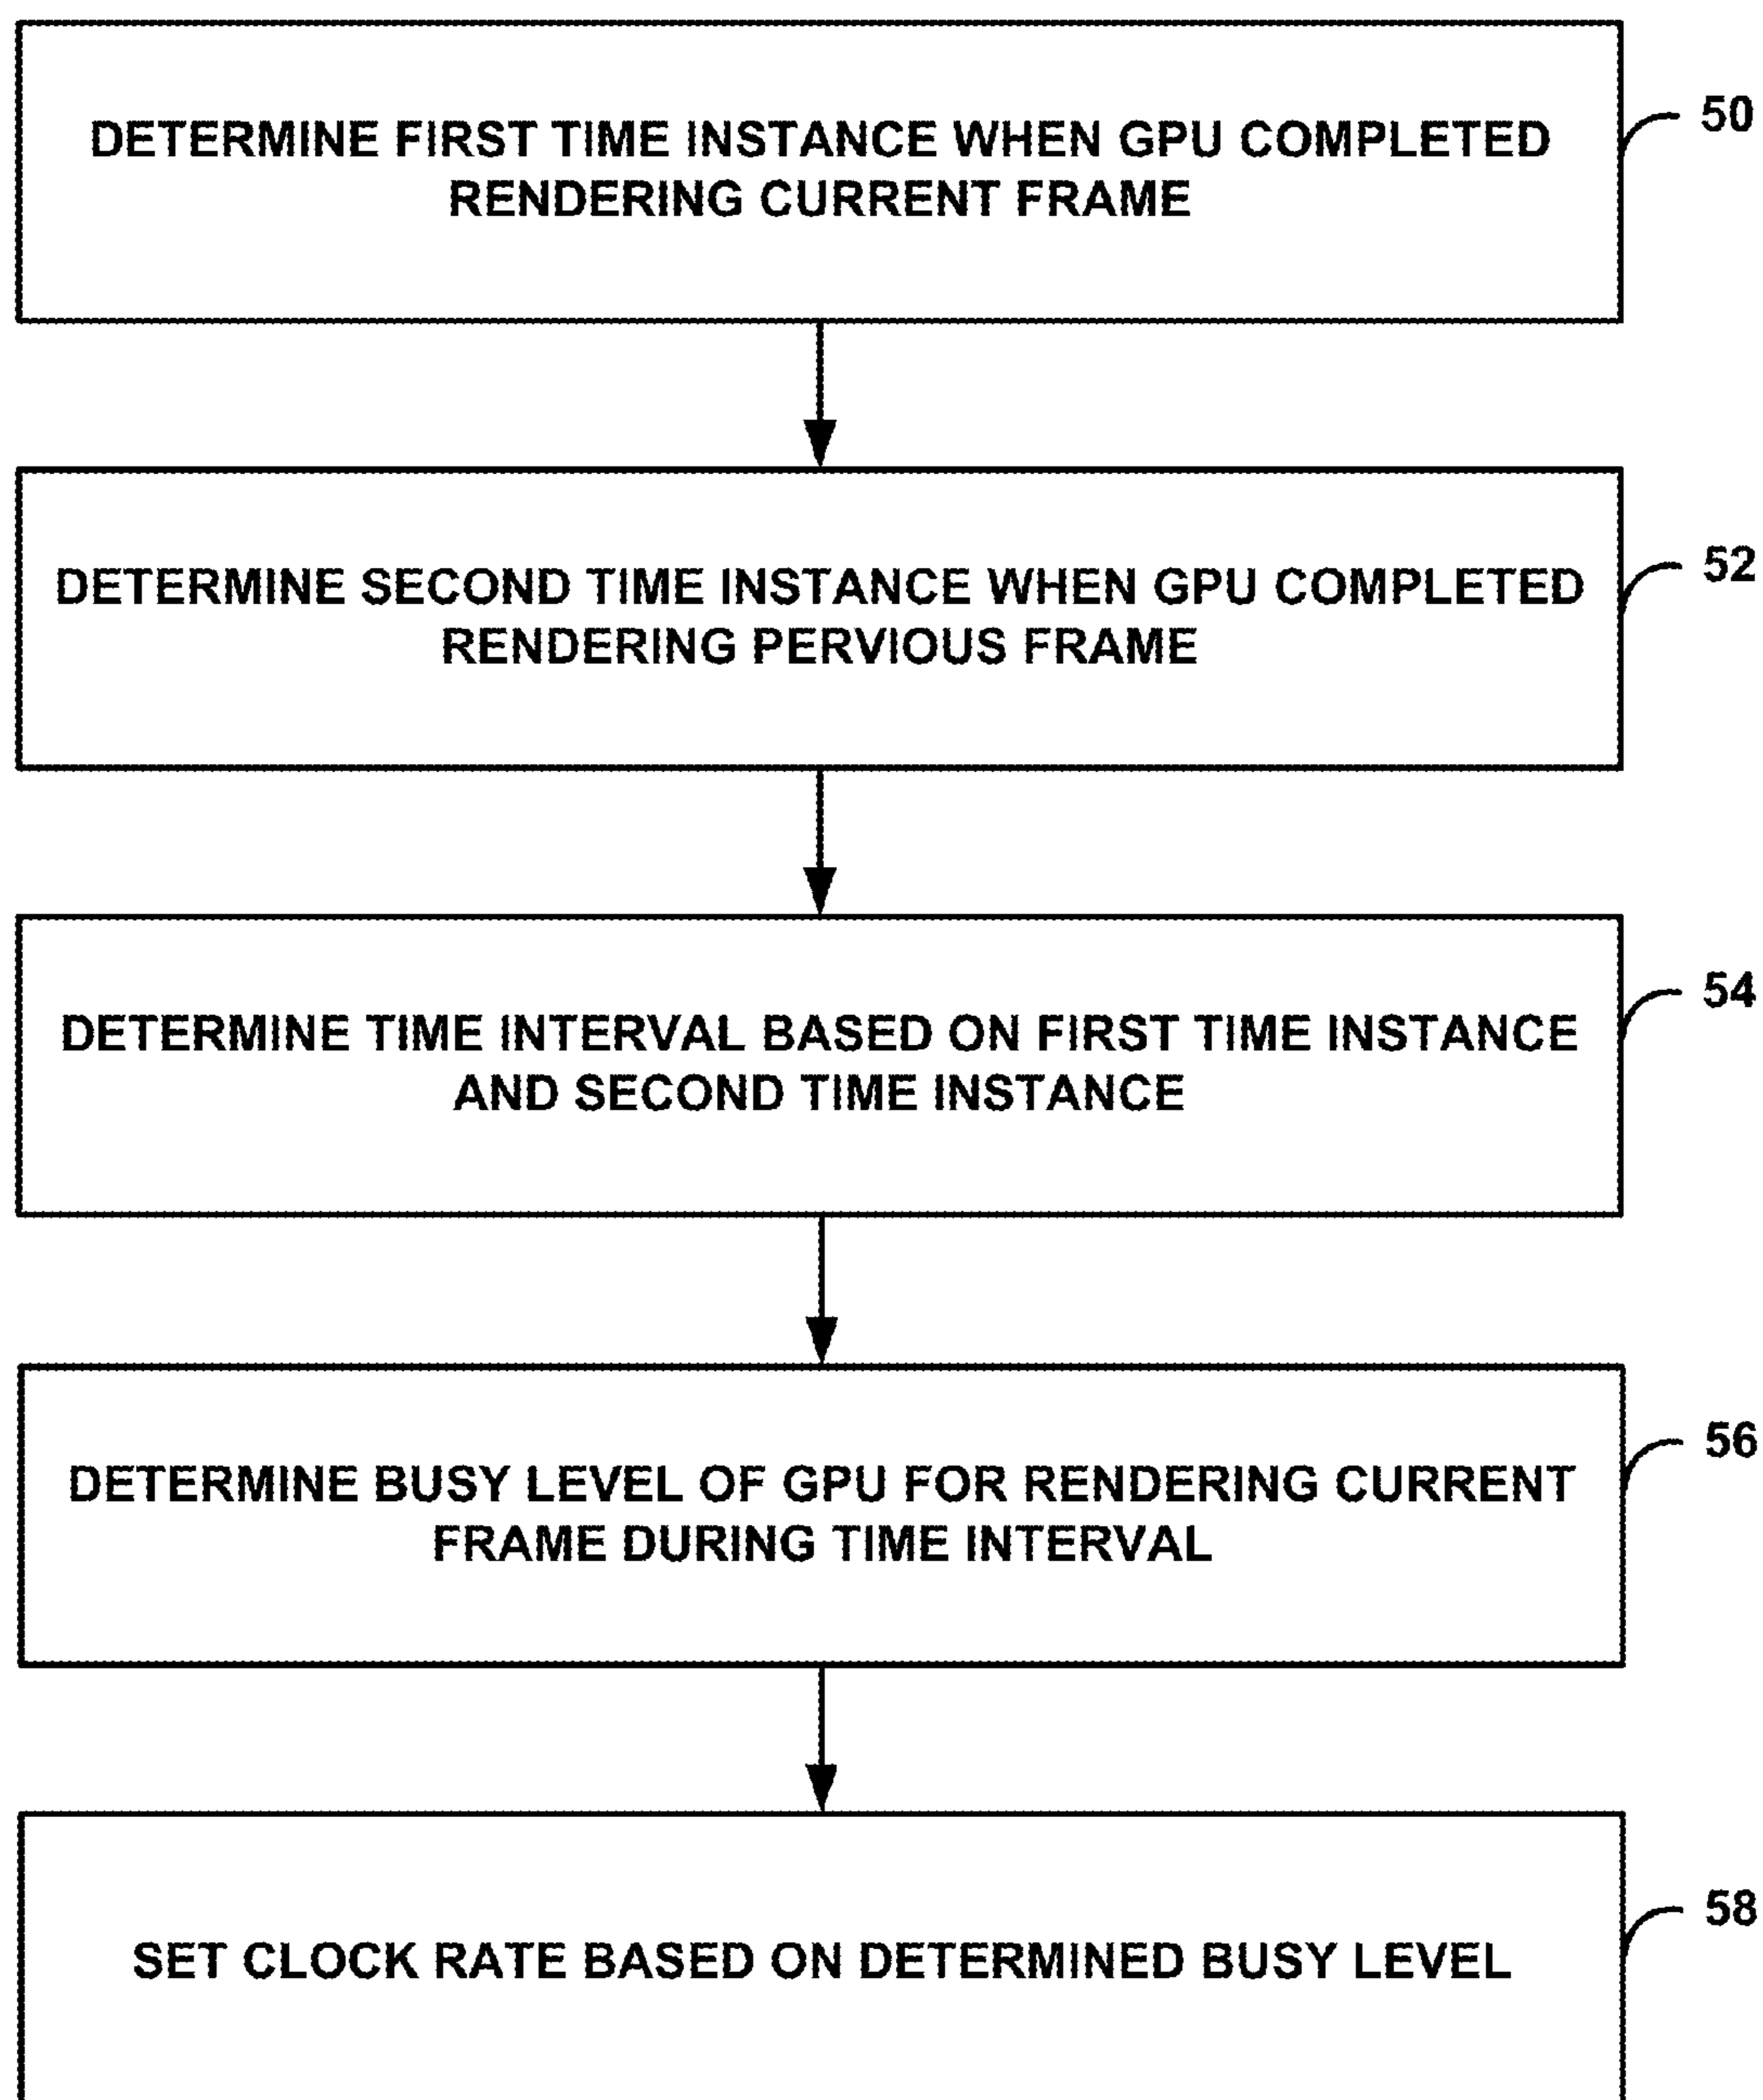 DETERMINE FIRST TIME INSTANCE WHEN GPU COMPLETED
RENDERING CURRENT FRAME
50
DETERMINE SECOND TIME INSTANCE WHEN GPU COMPLETED
RENDERING PERVIOUS FRAME
52
DETERMINE TIME INTERVAL BASED ON FIRST TIME INSTANCE
AND SECOND TIME INSTANCE
54
DETERMINE BUSY LEVEL OF GPU FOR RENDERING CURRENT
FRAME DURING TIME INTERVAL
56
SET CLOCK RATE BASED ON DETERMINED BUSY LEVEL
58